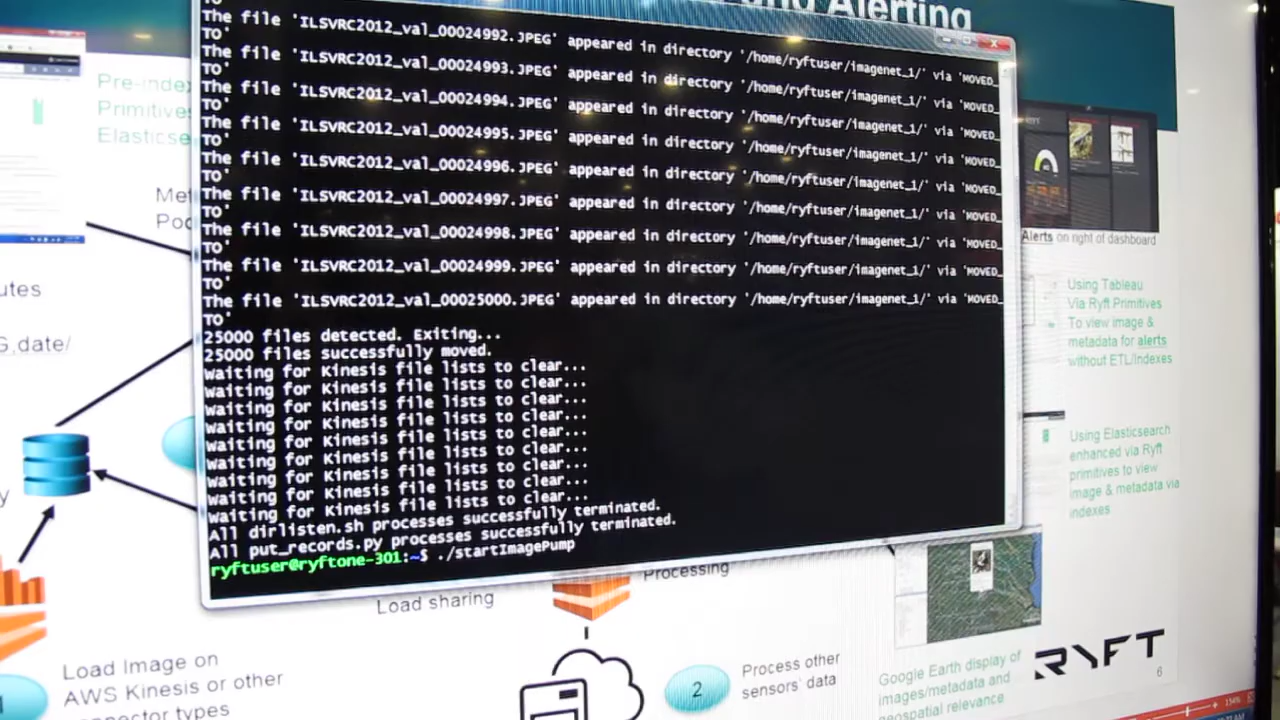 and Alerting
TO'
The file 'ILSVRC2012_val_00024992.JPEG' appeared in directory '/home/ryftuser/imagenet_1/' via 'MOVED_
TO'
The file 'ILSVRC2012_val_00024993.JPEG' appeared in directory '/home/ryftuser/imagenet_1/' via 'MOVED_
TO'
The file 'ILSVRC2012_val_00024994.JPEG' appeared in directory '/home/ryftuser/imagenet_1/' via 'MOVED_
TO'
The file 'ILSVRC2012_val_00024995.JPEG' appeared in directory '/home/ryftuser/imagenet_1/' via 'MOVED_
TO'
The file 'ILSVRC2012_val_00024996.JPEG' appeared in directory '/home/ryftuser/imagenet_1/' via 'MOVED_
TO'
The file 'ILSVRC2012_val_00024997.JPEG' appeared in directory '/home/ryftuser/imagenet_1/' via 'MOVED_
TO'
The file 'ILSVRC2012_val_00024998.JPEG' appeared in directory '/home/ryftuser/imagenet_1/' via 'MOVED_
TO'
The file 'ILSVRC2012_val_00024999.JPEG' appeared in directory '/home/ryftuser/imagenet_1/' via 'MOVED_
TO'
The file 'ILSVRC2012_val_00025000.JPEG' appeared in directory '/home/ryftuser/imagenet_1/' via 'MOVED_
TO'
25000 files detected. Exiting...
25000 files successfully moved.
Waiting for Kinesis file lists to clear...
Waiting for Kinesis file lists to clear...
Waiting for Kinesis file lists to clear...
Waiting for Kinesis file lists to clear...
Waiting for Kinesis file lists to clear...
Waiting for Kinesis file lists to clear...
Waiting for Kinesis file lists to clear...
Waiting for Kinesis file lists to clear...
All dirlisten.sh processes successfully terminated.
All put_records.py processes successfully terminated.
ryftuser@ryftone-301:~$ ./startImagePump
Pre-index
Primitives
Elasticse
Met
Poc
utes
G,date/
y
Alerts on right of dashboard
Using Tableau
Via Ryft Primitives
To view image &
metadata for alerts
without ETL/Indexes
Using Elasticsearch
enhanced via Ryft
primitives to view
image & metadata via
indexes
Processing
Load sharing
1
Load Image on
AWS Kinesis or other
nnector types
2
Process other
sensors' data
Google Earth display of
images/metadata and
geospatial relevance
RYFT
6
134%